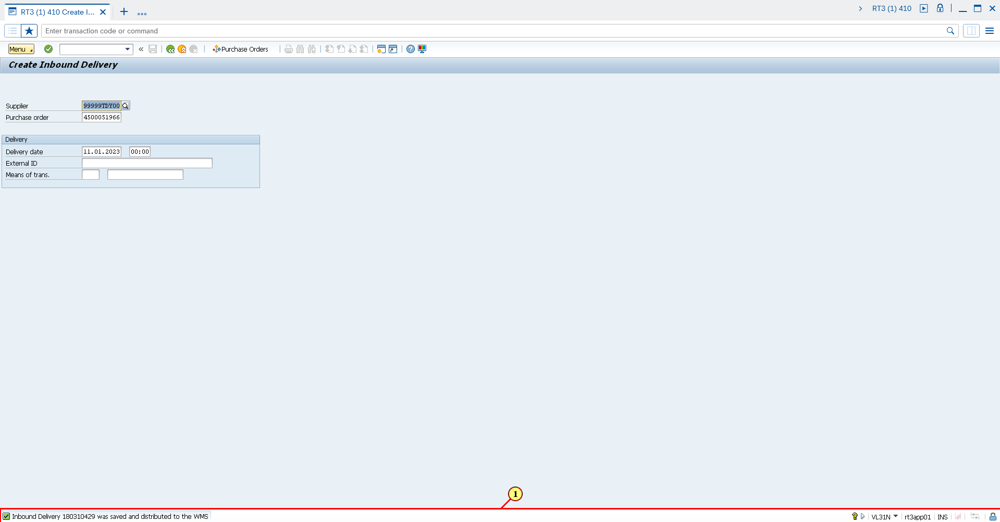 RT3 (1) 410 Create I...
RT3 (1) 410
Enter transaction code or command
Menu
Purchase Orders
Create Inbound Delivery
Supplier 99999TDY00
Purchase order 4500051966
Delivery
Delivery date 11.01.2023 00:00
External ID
Means of trans.
1
Inbound Delivery 180310429 was saved and distributed to the WMS
VL31N rt3app01 INS